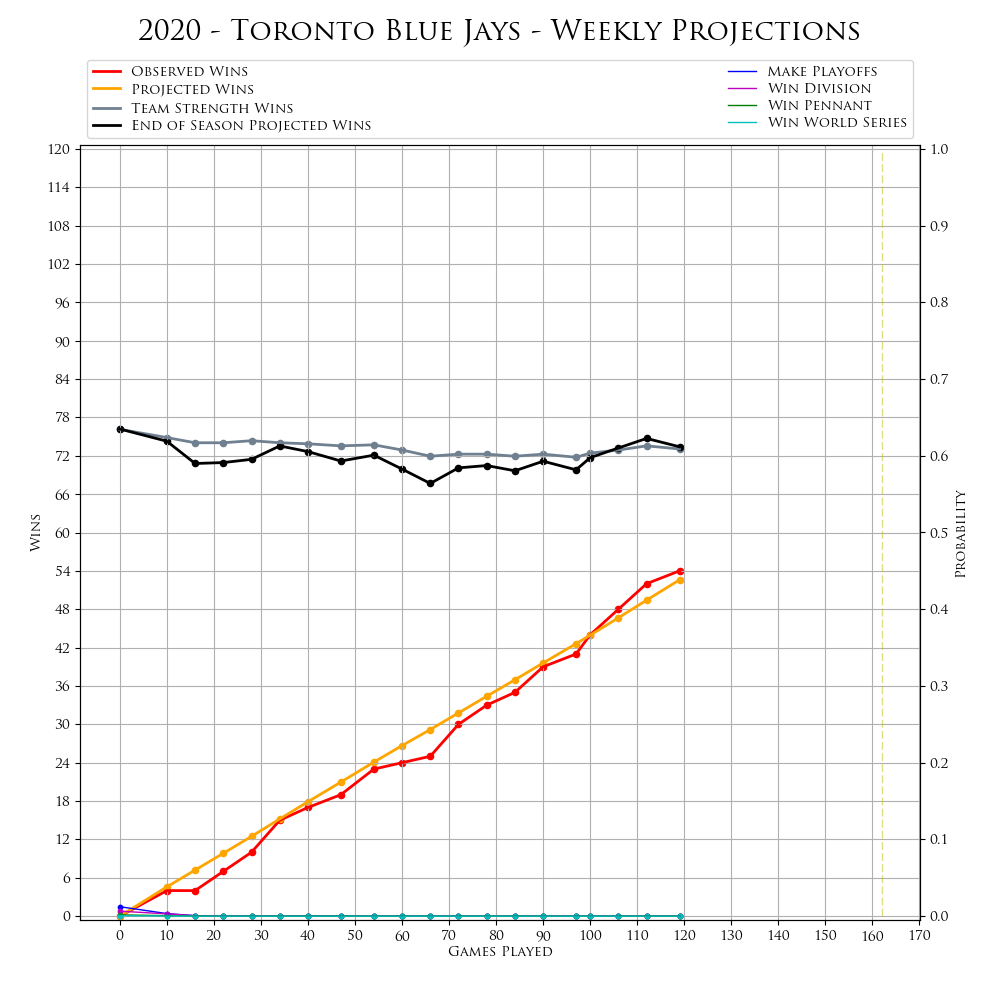 2020 - Toronto Blue Jays - Weekly Projections
Observed Wins
Projected Wins
Team Strength Wins
End of Season Projected Wins
Make Playoffs
Win Division
Win Pennant
Win World Series
120
114
108
102
96
90
84
78
72
66
60
54
48
42
36
30
24
18
12
6
0
Wins
1.0
0.9
0.8
0.7
0.6
0.5
0.4
0.3
0.2
0.1
0.0
Probability
0 10 20 30 40 50 60 70 80 90 100 110 120 130 140 150 160 170
Games Played